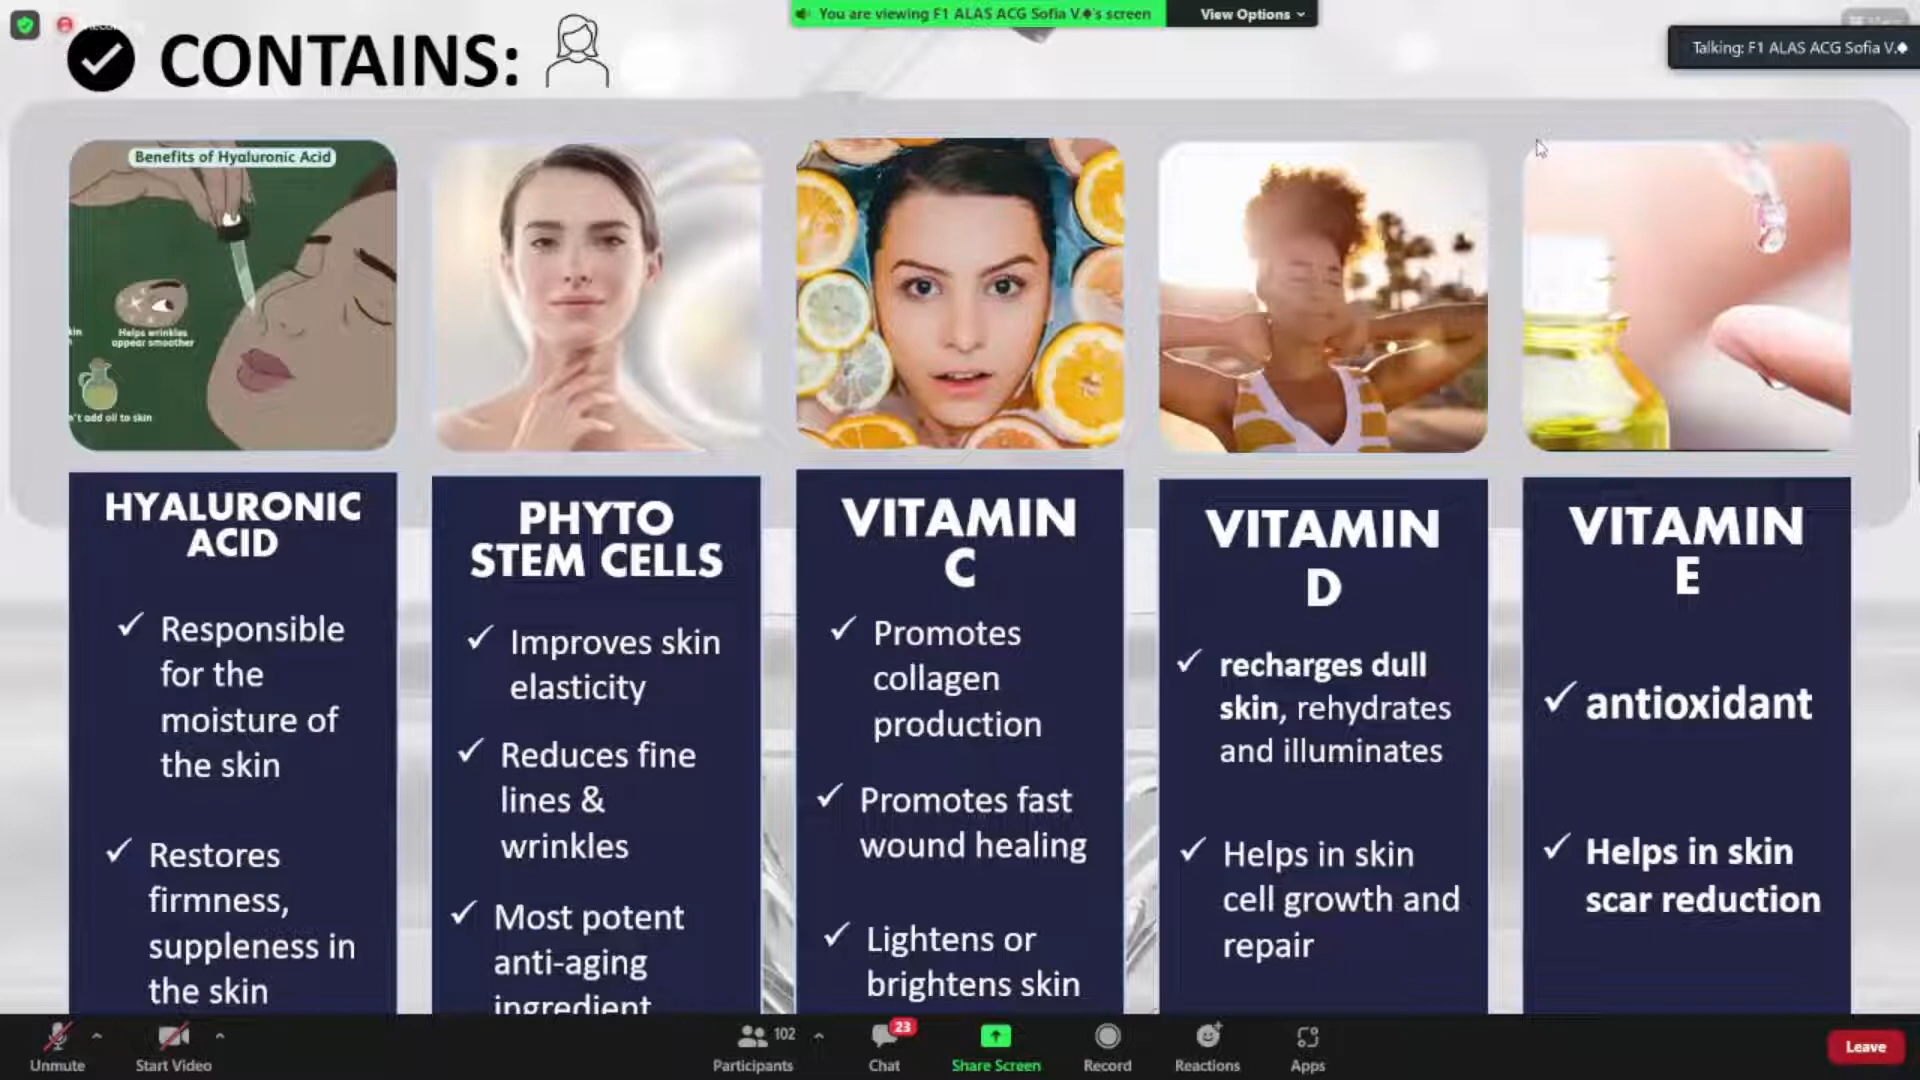 You are viewing F1 ALAS ACG Sofia V.♠'s screen
View Options
Talking: F1 ALAS ACG Sofia V.♠
CONTAINS:
Benefits of Hyaluronic Acid
Helps wrinkles
appear smoother
't add oil to skin
HYALURONIC
ACID
✓ Responsible
for the
moisture of
the skin
✓ Restores
firmness,
suppleness in
the skin
PHYTO
STEM CELLS
✓ Improves skin
elasticity
✓ Reduces fine
lines &
wrinkles
✓ Most potent
anti-aging
ingredient
VITAMIN
C
✓ Promotes
collagen
production
✓ Promotes fast
wound healing
✓ Lightens or
brightens skin
VITAMIN
D
✓ recharges dull
skin, rehydrates
and illuminates
✓ Helps in skin
cell growth and
repair
VITAMIN
E
✓ antioxidant
✓ Helps in skin
scar reduction
Unmute
Start Video
102
Participants
23
Chat
Share Screen
Record
Reactions
Apps
Leave